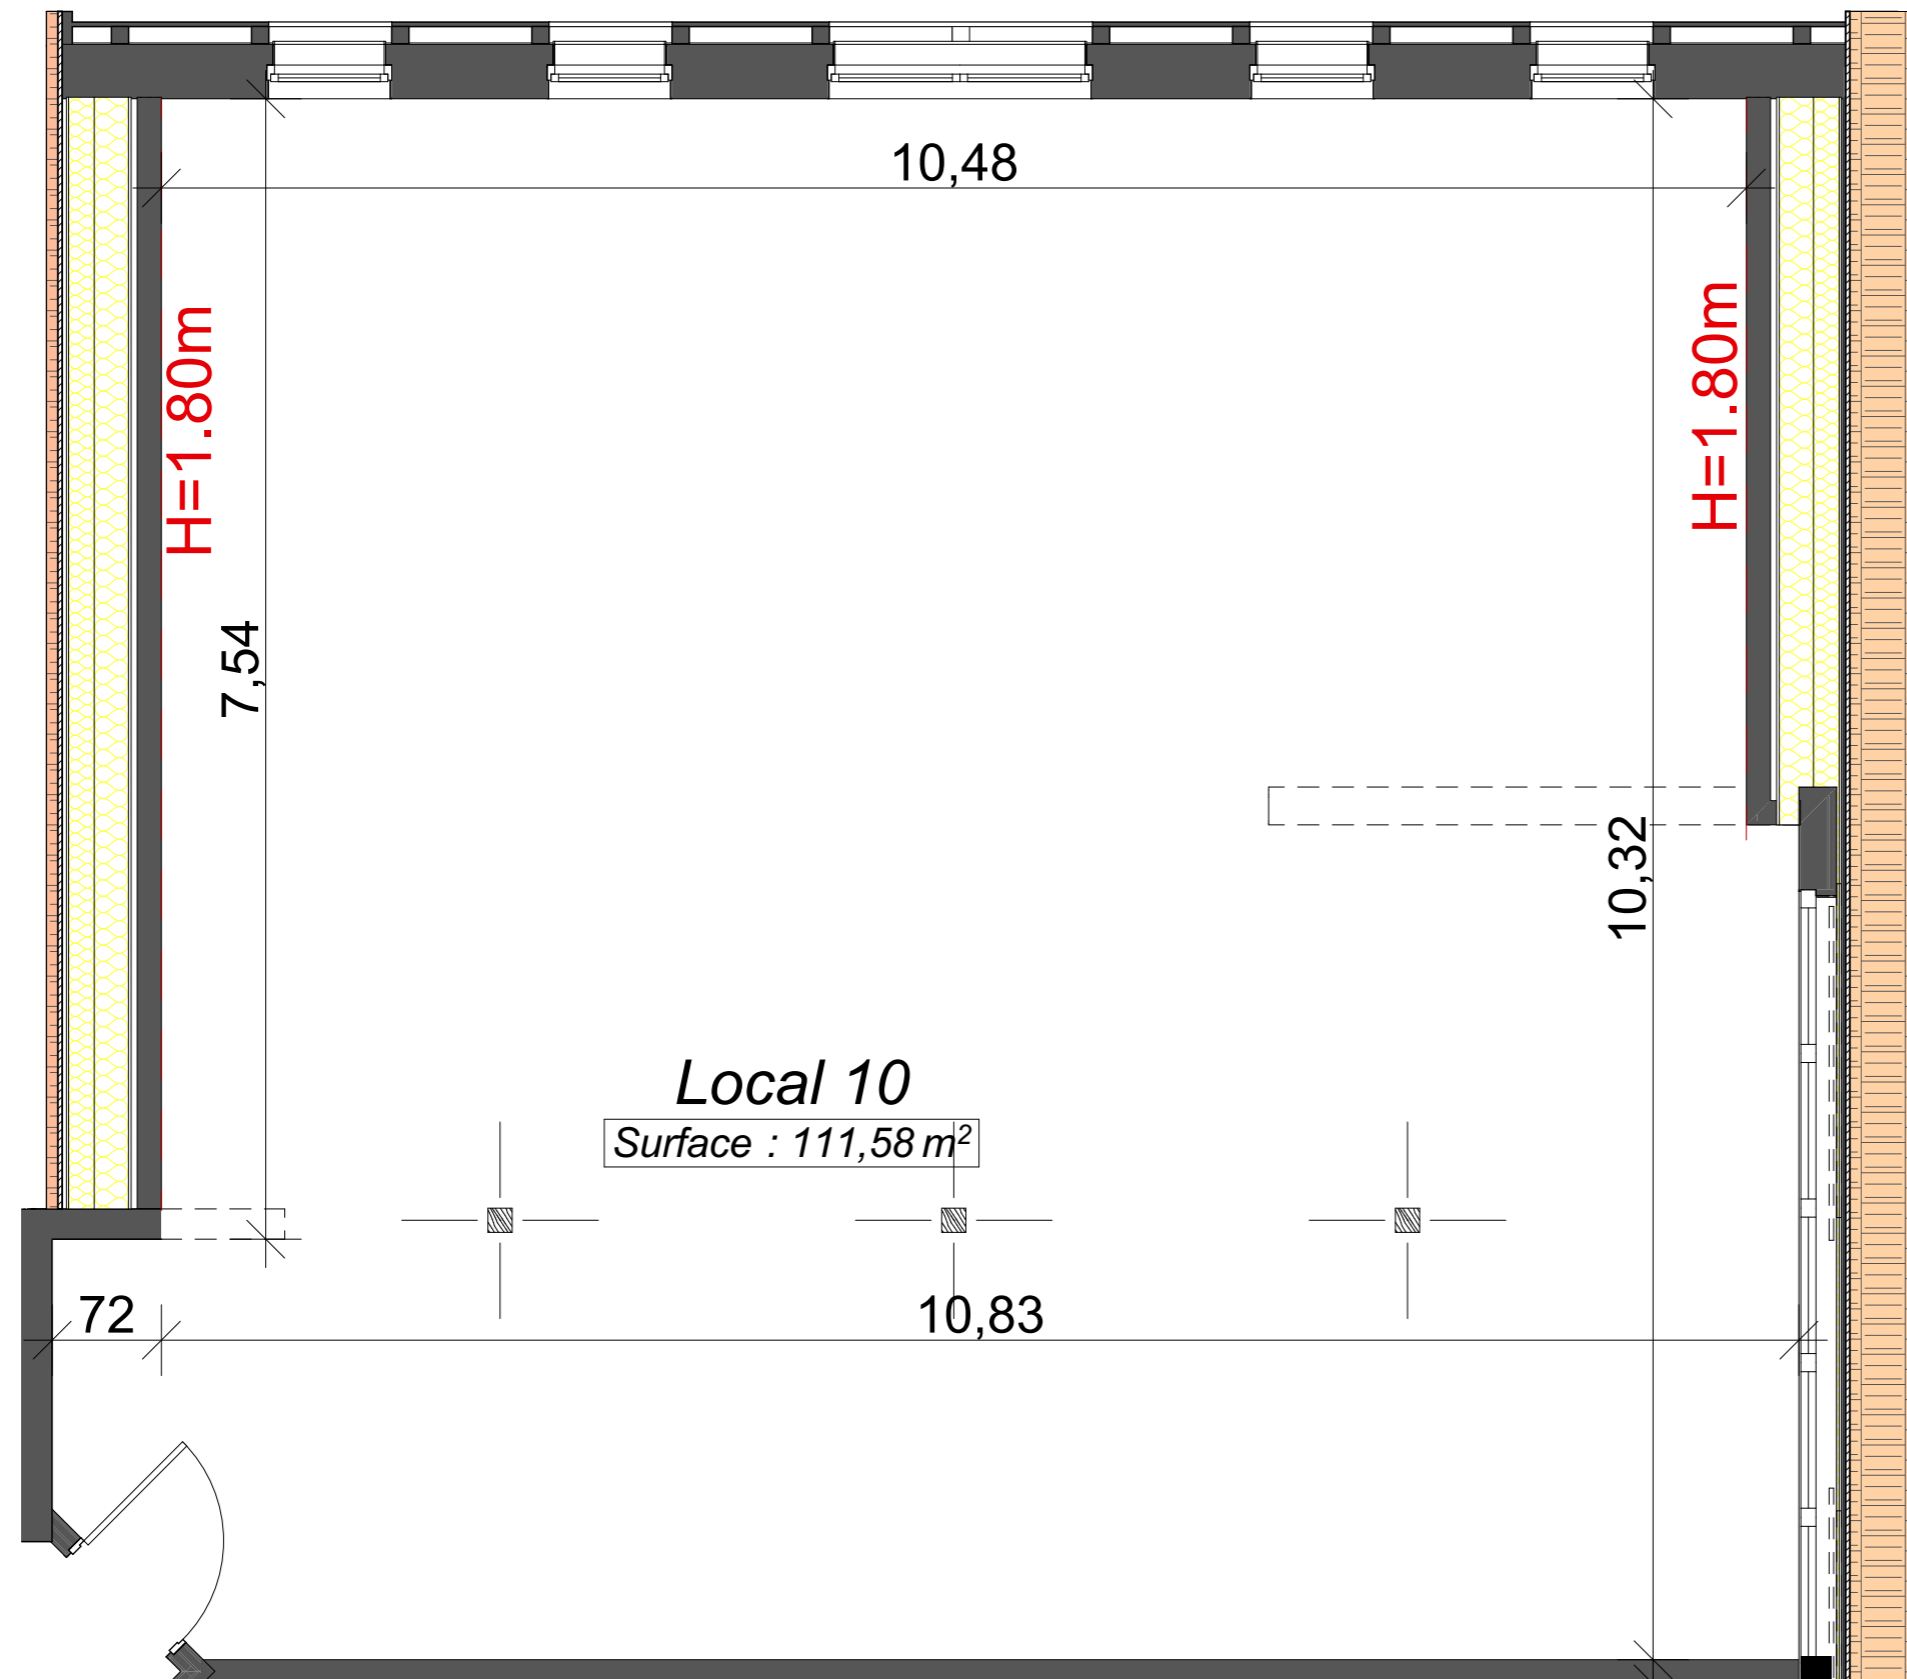 10,48
H=1.80m
H=1.80m
7,54
10,32
Local 10
Surface : 111,58 m²
72
10,83